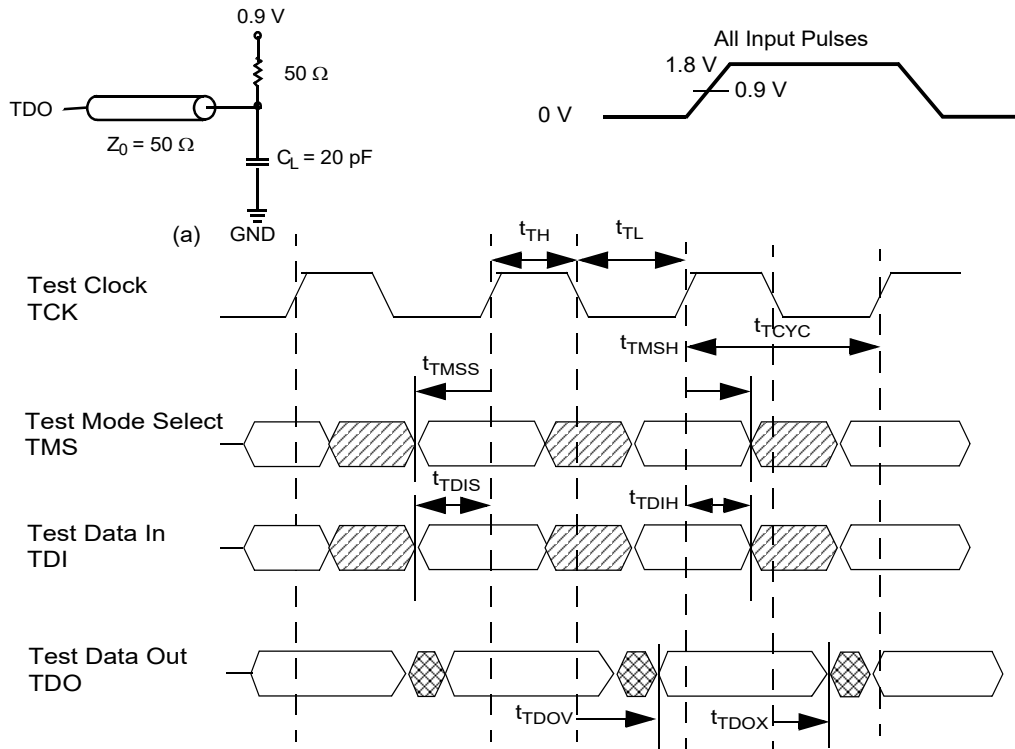 0.9 V
50 Ω
TDO
Z0 = 50 Ω
CL = 20 pF
(a) GND
All Input Pulses
1.8 V
0.9 V
0 V
tTH
tTL
Test Clock
TCK
tTMSH
tTCYC
tTMSS
Test Mode Select
TMS
tTDIS
tTDIH
Test Data In
TDI
Test Data Out
TDO
tTDOV
tTDOX